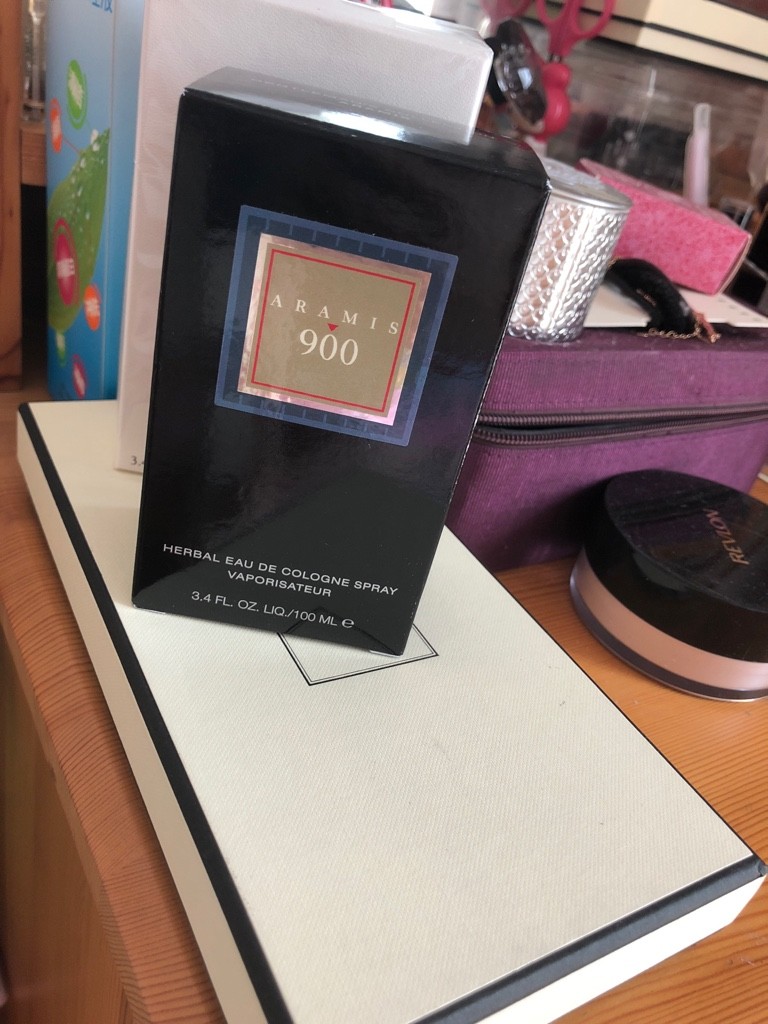 ARAMIS
900
HERBAL EAU DE COLOGNE SPRAY
VAPORISATEUR
3.4 FL. OZ. LIQ./100 ML ℮
REVLON